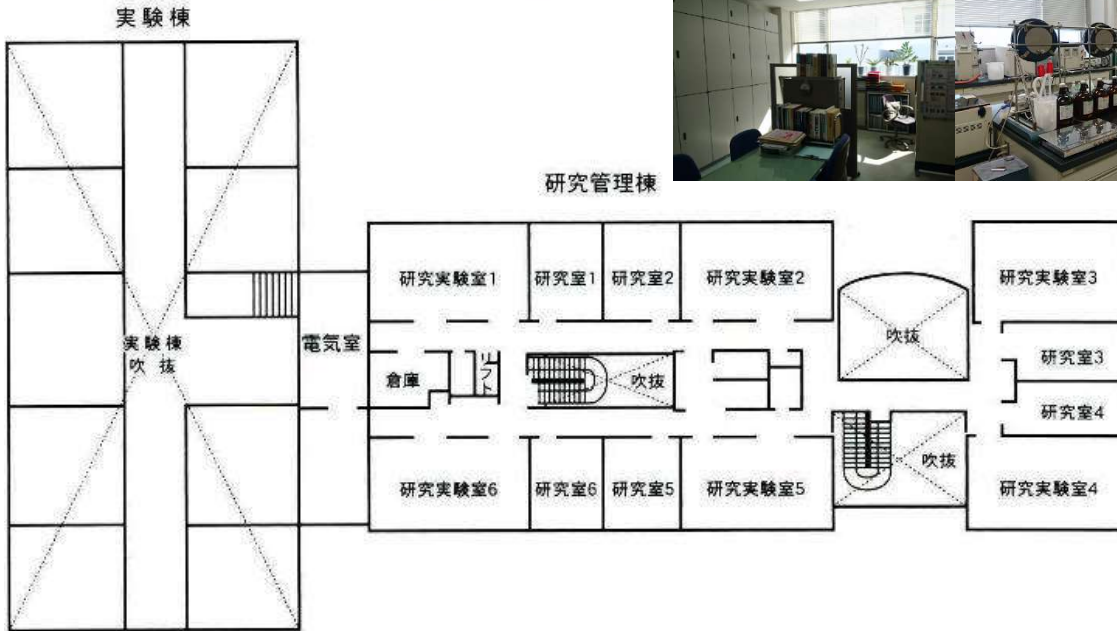 実験棟
研究管理棟
研究実験室1
研究室1
研究室2
研究実験室2
研究実験室3
実験棟
吹抜
電気室
倉庫
リフト
吹抜
吹抜
研究室3
研究室4
吹抜
研究実験室6
研究室6
研究室5
研究実験室5
研究実験室4